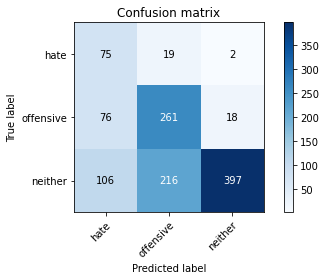 Confusion matrix
True label
hate
75
19
2
offensive
76
261
18
neither
106
216
397
hate
offensive
neither
Predicted label
350
300
250
200
150
100
50